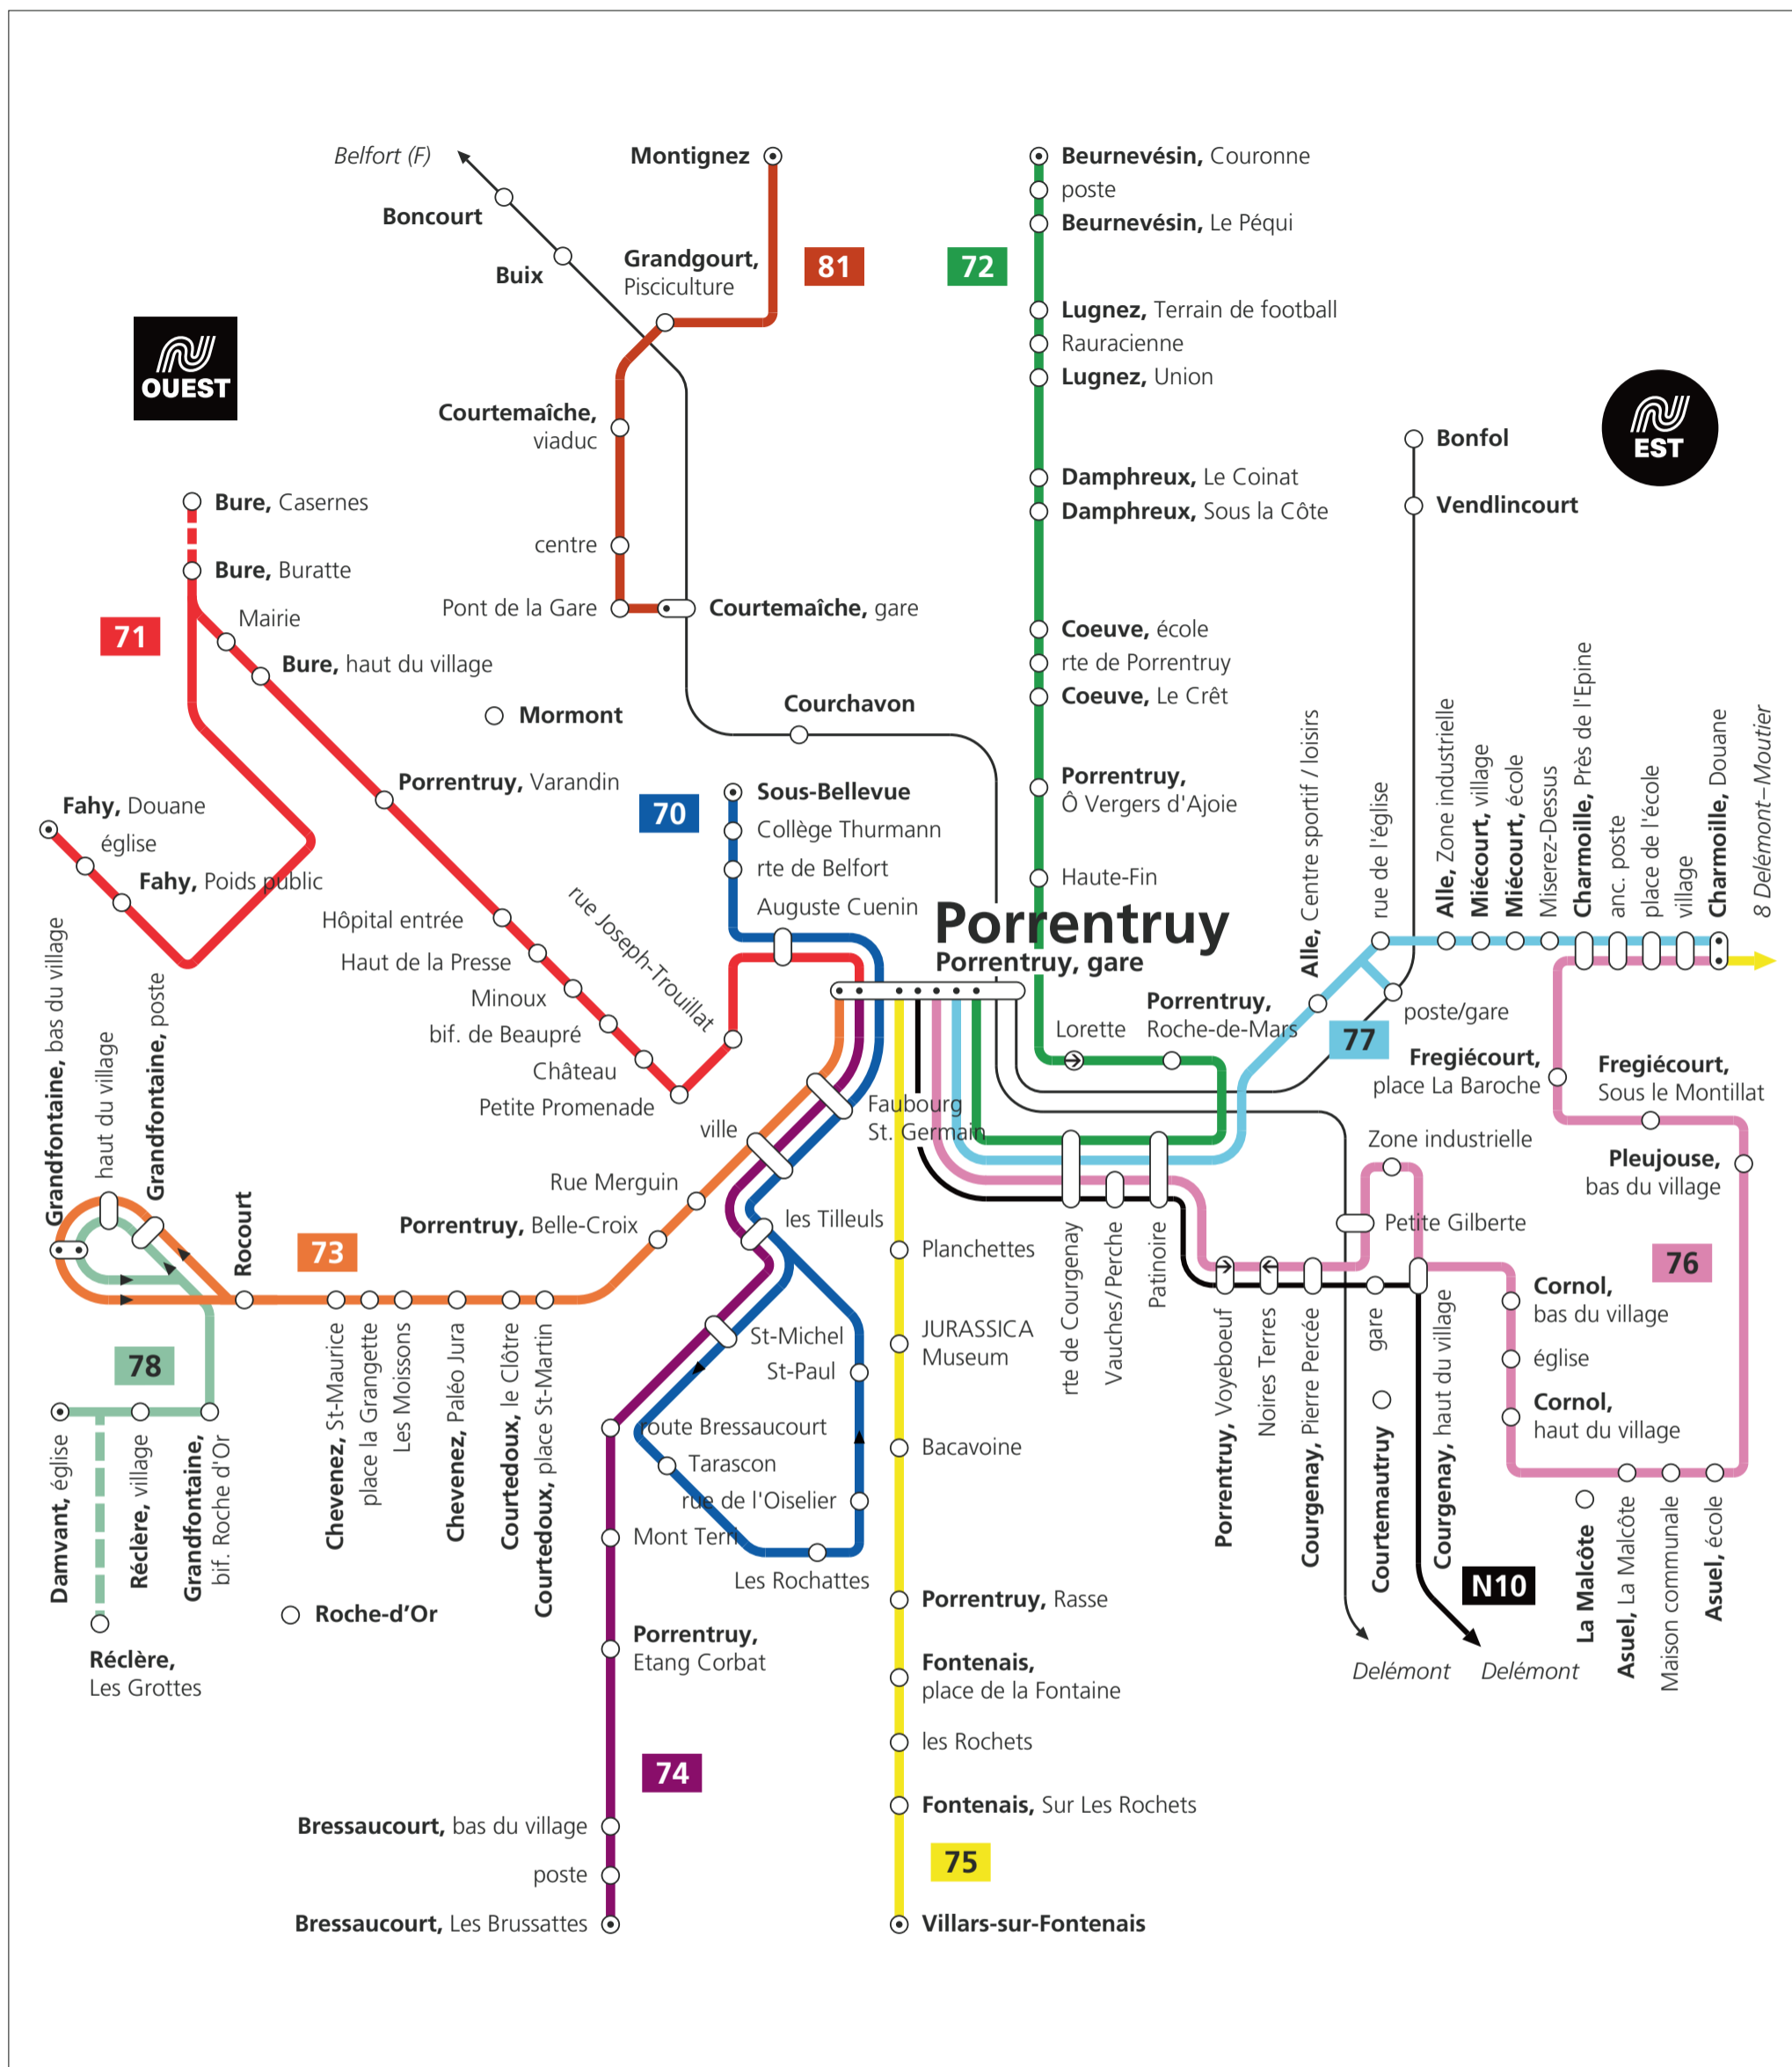 Belfort (F)
Boncourt
Buix
Montignez
Grandgourt,
Pisciculture
81
72
Beurnevésin, Couronne
poste
Beurnevésin, Le Péqui
Lugnez, Terrain de football
Rauracienne
Lugnez, Union
OUEST
EST
Courtemaîche,
viaduc
centre
Pont de la Gare
Courtemaîche, gare
Damphreux, Le Coinat
Damphreux, Sous la Côte
Bonfol
Vendlincourt
Bure, Casernes
Bure, Buratte
Mairie
71
Bure, haut du village
Mormont
Courchavon
Coeuve, école
rte de Porrentruy
Coeuve, Le Crêt
Porrentruy,
Ô Vergers d'Ajoie
Haute-Fin
Porrentruy, Varandin
70
Sous-Bellevue
Collège Thurmann
rte de Belfort
Auguste Cuenin
Fahy, Douane
église
Fahy, Poids public
Hôpital entrée
Haut de la Presse
Minoux
bif. de Beaupré
Château
Petite Promenade
rue Joseph-Trouillat
Porrentruy
Porrentruy, gare
Lorette
Porrentruy,
Roche-de-Mars
Alle, Centre sportif / loisirs
rue de l'église
Alle, Zone industrielle
Miécourt, village
Miécourt, école
Miserez-Dessus
Charmoille, Près de l'Epine
anc. poste
place de l'école
village
Charmoille, Douane
8 Delémont–Moutier
poste/gare
77
Fregiécourt,
place La Baroche
Fregiécourt,
Sous le Montillat
Pleujouse,
bas du village
Zone industrielle
Petite Gilberte
76
Grandfontaine, bas du village
haut du village
Grandfontaine, poste
Rocourt
73
Faubourg
St. Germain
ville
Rue Merguin
Porrentruy, Belle-Croix
les Tilleuls
Planchettes
JURASSICA
Museum
St-Michel
St-Paul
route Bressaucourt
Tarascon
rue de l'Oiselier
Mont Terri
Les Rochattes
Bacavoine
rte de Courgenay
Vauches/Perche
Patinoire
Porrentruy, Voyeboeuf
Noires Terres
Courgenay, Pierre Percée
gare
Courtemautruy
Courgenay, haut du village
Cornol,
bas du village
église
Cornol,
haut du village
N10
La Malcôte
Asuel, La Malcôte
Maison communale
Asuel, école
Delémont
Delémont
78
Damvant, église
Réclère, village
Grandfontaine,
bif. Roche d'Or
Chevenez, St-Maurice
place la Grangette
Les Moissons
Chevenez, Paléo Jura
Courtedoux, le Clôtre
Courtedoux, place St-Martin
Roche-d’Or
Réclère,
Les Grottes
Porrentruy,
Etang Corbat
Porrentruy, Rasse
Fontenais,
place de la Fontaine
les Rochets
Fontenais, Sur Les Rochets
74
75
Bressaucourt, bas du village
poste
Bressaucourt, Les Brussattes
Villars-sur-Fontenais